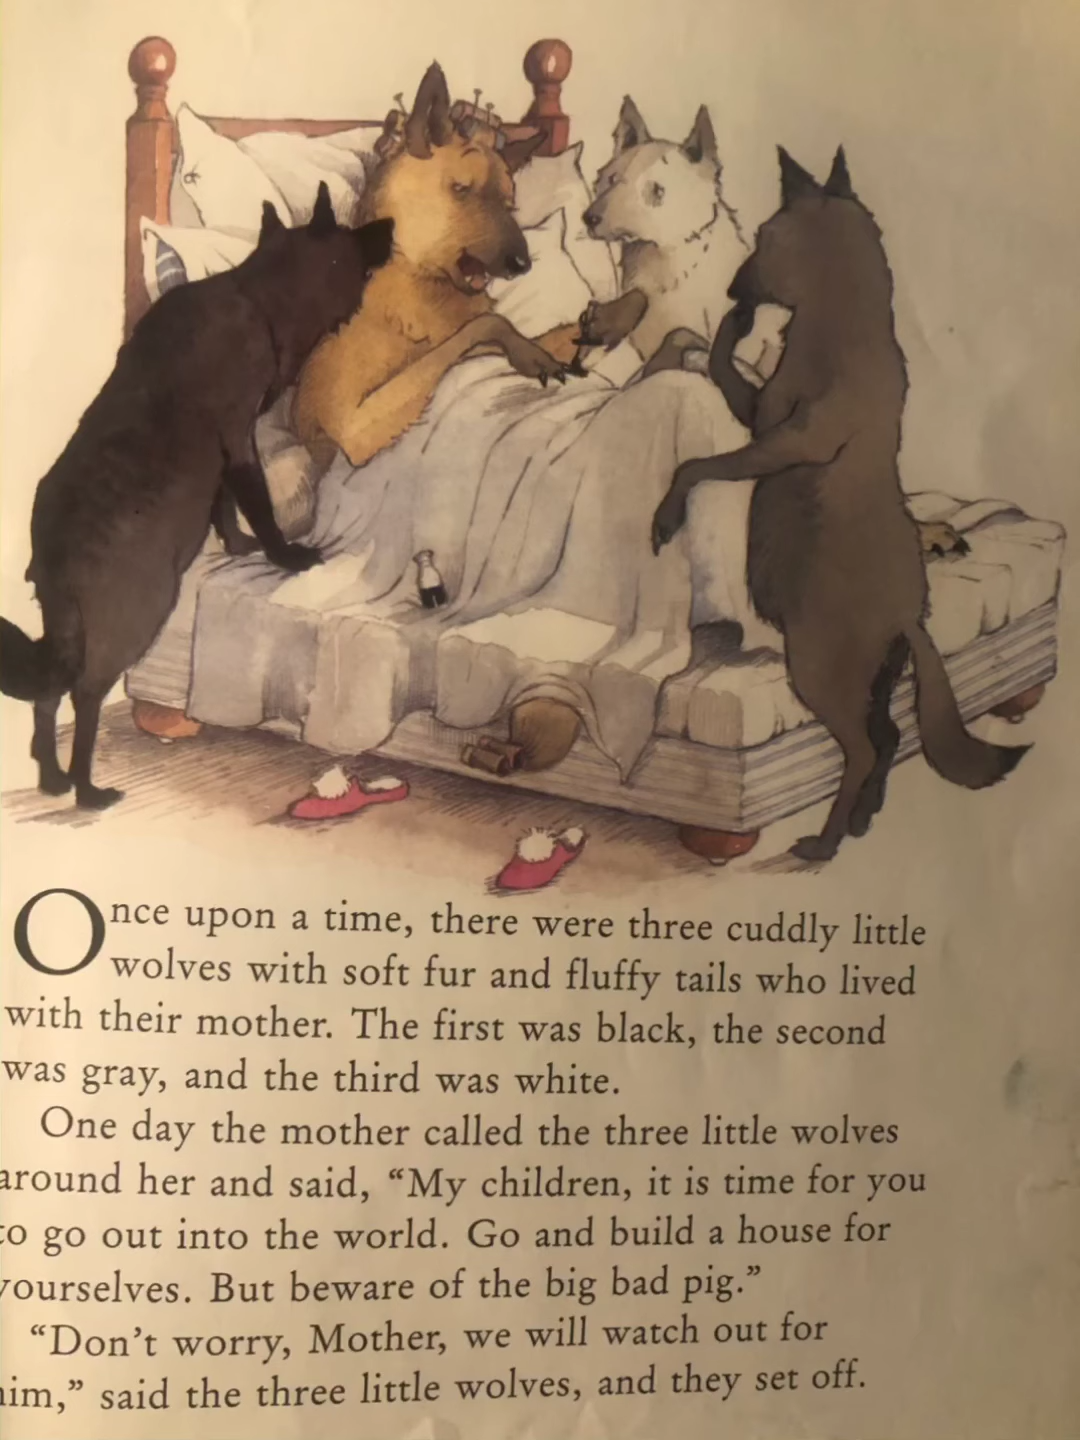 Once upon a time, there were three cuddly little
wolves with soft fur and fluffy tails who lived
with their mother. The first was black, the second
was gray, and the third was white.
One day the mother called the three little wolves
around her and said, “My children, it is time for you
to go out into the world. Go and build a house for
yourselves. But beware of the big bad pig.”
“Don't worry, Mother, we will watch out for
him,” said the three little wolves, and they set off.